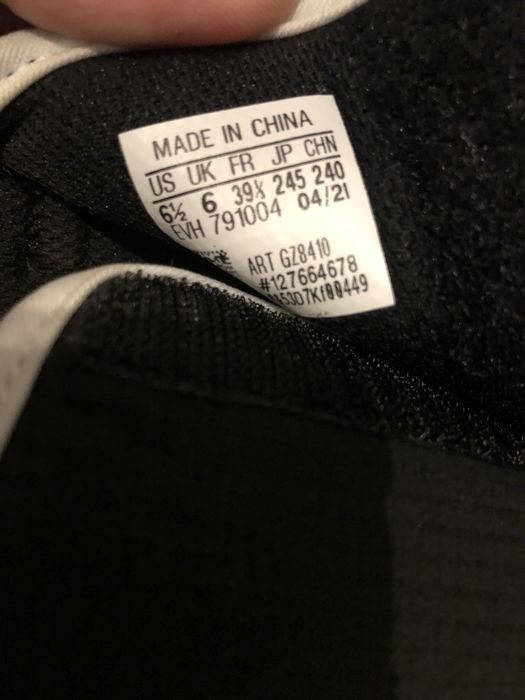 MADE IN CHINA
US UK FR JP CHN
6½ 6 39⅓ 245 240
EVH 791004 04/21
ART GZ8410
#127664678
53D7Kf00449